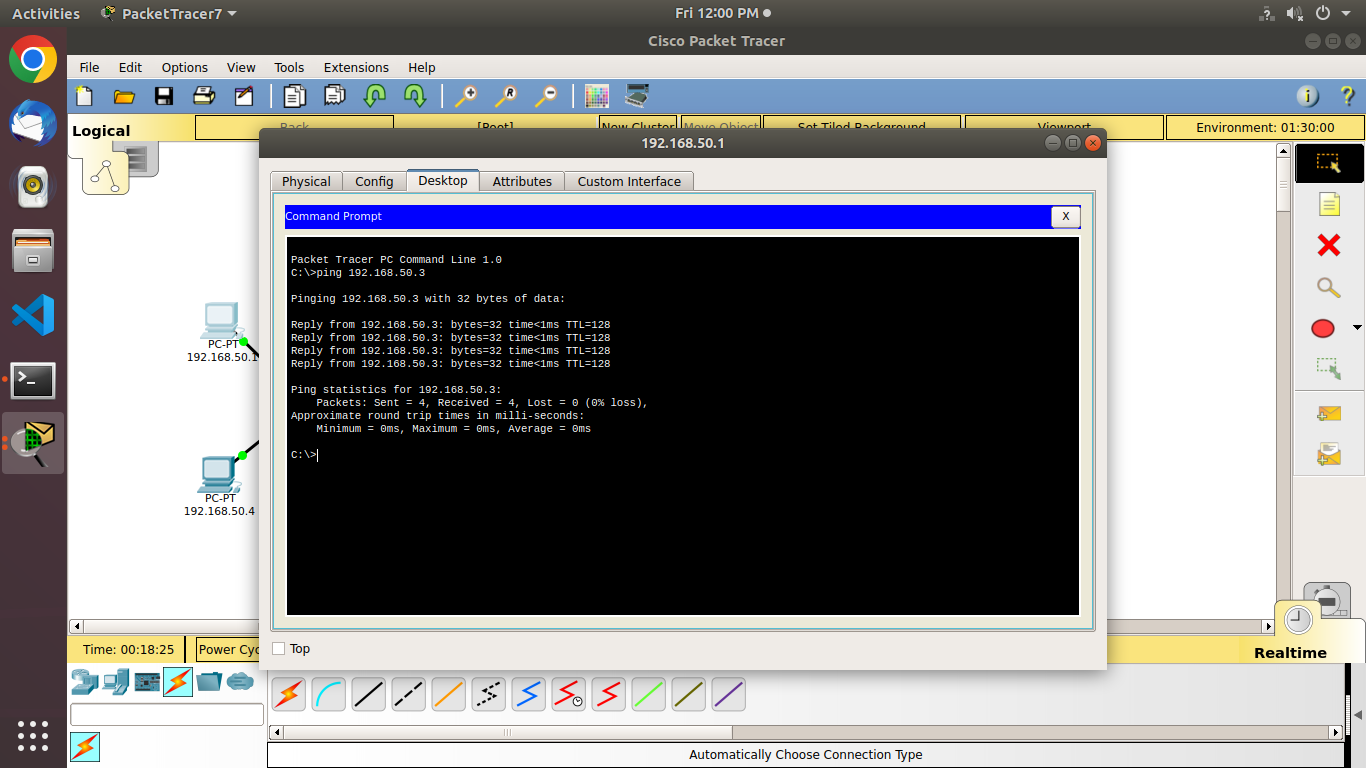 Activities PacketTracer7 Fri 12:00 PM
Cisco Packet Tracer
File Edit Options View Tools Extensions Help
Logical Back [Root] New Cluster Move Object Set Tiled Background Viewport Environment: 01:30:00
192.168.50.1
Physical Config Desktop Attributes Custom Interface
Command Prompt X
Packet Tracer PC Command Line 1.0
C:\>ping 192.168.50.3
Pinging 192.168.50.3 with 32 bytes of data:
Reply from 192.168.50.3: bytes=32 time<1ms TTL=128
Reply from 192.168.50.3: bytes=32 time<1ms TTL=128
Reply from 192.168.50.3: bytes=32 time<1ms TTL=128
Reply from 192.168.50.3: bytes=32 time<1ms TTL=128
Ping statistics for 192.168.50.3:
Packets: Sent = 4, Received = 4, Lost = 0 (0% loss),
Approximate round trip times in milli-seconds:
Minimum = 0ms, Maximum = 0ms, Average = 0ms
C:\>
PC-PT
192.168.50.1
PC-PT
192.168.50.4
Top
Time: 00:18:25 Power Cyc
Realtime
Automatically Choose Connection Type